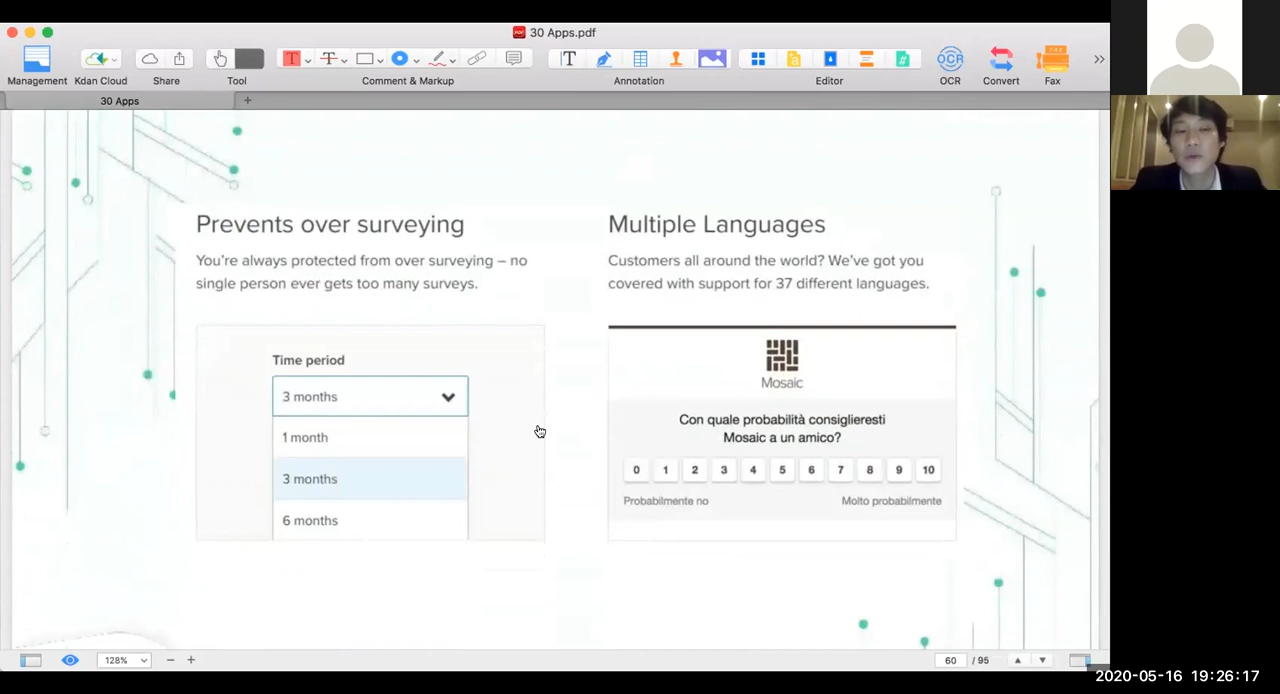 30 Apps.pdf
Management
Kdan Cloud
Share
Tool
Comment & Markup
Annotation
Editor
OCR
OCR
Convert
FAX
Fax
30 Apps
Prevents over surveying
You're always protected from over surveying – no
single person ever gets too many surveys.
Time period
3 months
1 month
3 months
6 months
Multiple Languages
Customers all around the world? We've got you
covered with support for 37 different languages.
Mosaic
Con quale probabilità consiglieresti
Mosaic a un amico?
0 1 2 3 4 5 6 7 8 9 10
Probabilmente no
Molto probabilmente
128%
60 / 95
2020-05-16 19:26:17